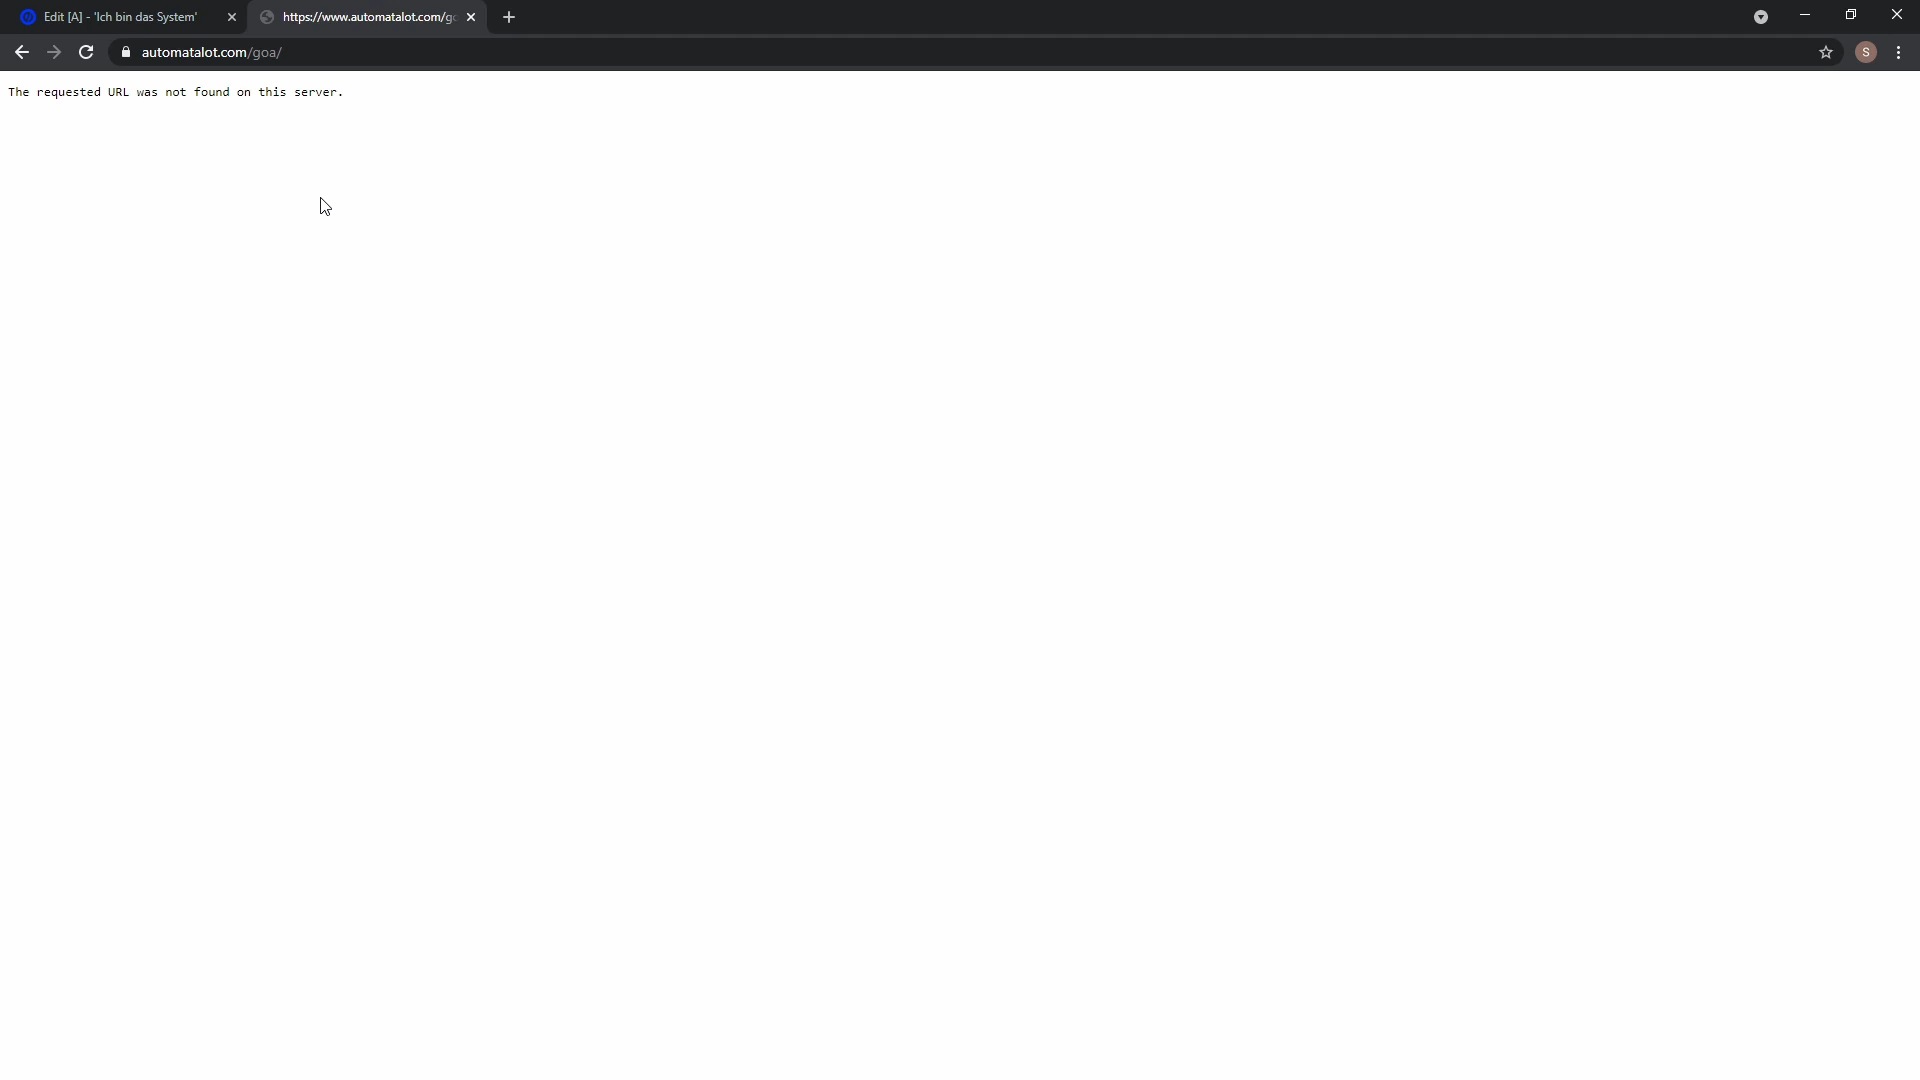 Edit [A] - 'Ich bin das System'
https://www.automatalot.com/go
automatalot.com/goa/
S
The requested URL was not found on this server.